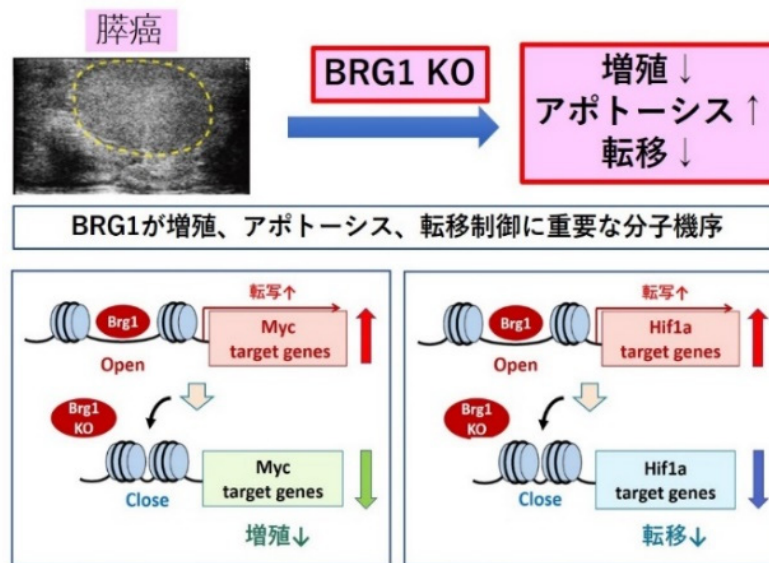 膵癌
BRG1 KO
増殖↓
アポトーシス↑
転移↓
BRG1が増殖、アポトーシス、転移制御に重要な分子機序
転写↑
Brg1
Myc
target genes
Open
Brg1
KO
Myc
target genes
Close
増殖↓
転写↑
Brg1
Hif1a
target genes
Open
Brg1
KO
Hif1a
target genes
Close
転移↓